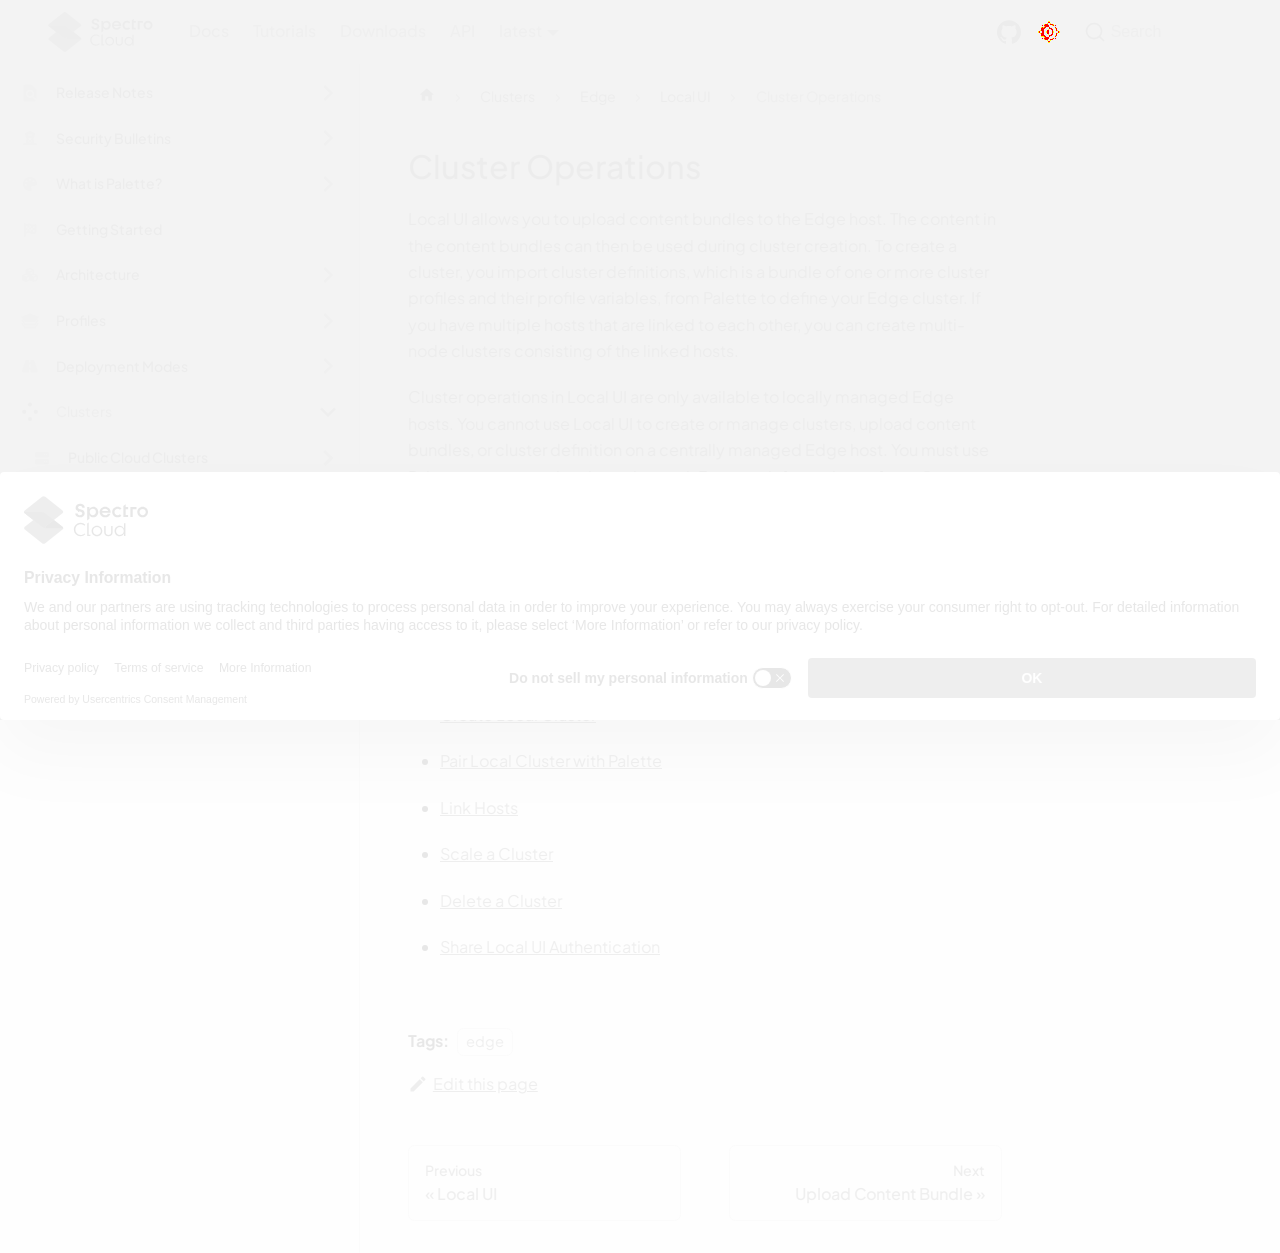 Spectro Cloud
Docs Tutorials Downloads API latest
Search
Release Notes
Security Bulletins
What is Palette?
Getting Started
Architecture
Profiles
Deployment Modes
Clusters
Public Cloud Clusters
Clusters Edge Local UI Cluster Operations
Cluster Operations
Local UI allows you to upload content bundles to the Edge host. The content in
the content bundles can then be used during cluster creation. To create a
cluster, you import cluster definitions, which is a bundle of one or more cluster
profiles and their profile variables, from Palette to define your Edge cluster. If
you have multiple hosts that are linked to each other, you can create multi-
node clusters consisting of the linked hosts.
Cluster operations in Local UI are only available to locally managed Edge
hosts. You cannot use Local UI to create or manage clusters, upload content
bundles, or cluster definition on a centrally managed Edge host. You must use
Spectro
Cloud
Privacy Information
We and our partners are using tracking technologies to process personal data in order to improve your experience. You may always exercise your consumer right to opt-out. For detailed information
about personal information we collect and third parties having access to it, please select 'More Information' or refer to our privacy policy.
Privacy policy Terms of service More Information
Powered by Usercentrics Consent Management
Do not sell my personal information
OK
Pair Local Cluster with Palette
Link Hosts
Scale a Cluster
Delete a Cluster
Share Local UI Authentication
Tags: edge
Edit this page
Previous
« Local UI
Next
Upload Content Bundle »